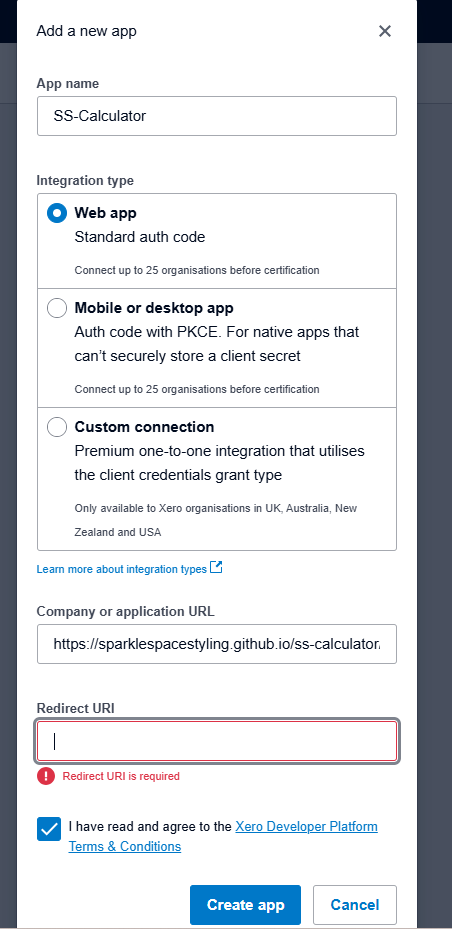 Add a new app
App name
SS-Calculator
Integration type
Web app
Standard auth code
Connect up to 25 organisations before certification
Mobile or desktop app
Auth code with PKCE. For native apps that
can't securely store a client secret
Connect up to 25 organisations before certification
Custom connection
Premium one-to-one integration that utilises
the client credentials grant type
Only available to Xero organisations in UK, Australia, New
Zealand and USA
Learn more about integration types
Company or application URL
https://sparklespacestyling.github.io/ss-calculator/
Redirect URI
Redirect URI is required
I have read and agree to the Xero Developer Platform
Terms & Conditions
Create app
Cancel